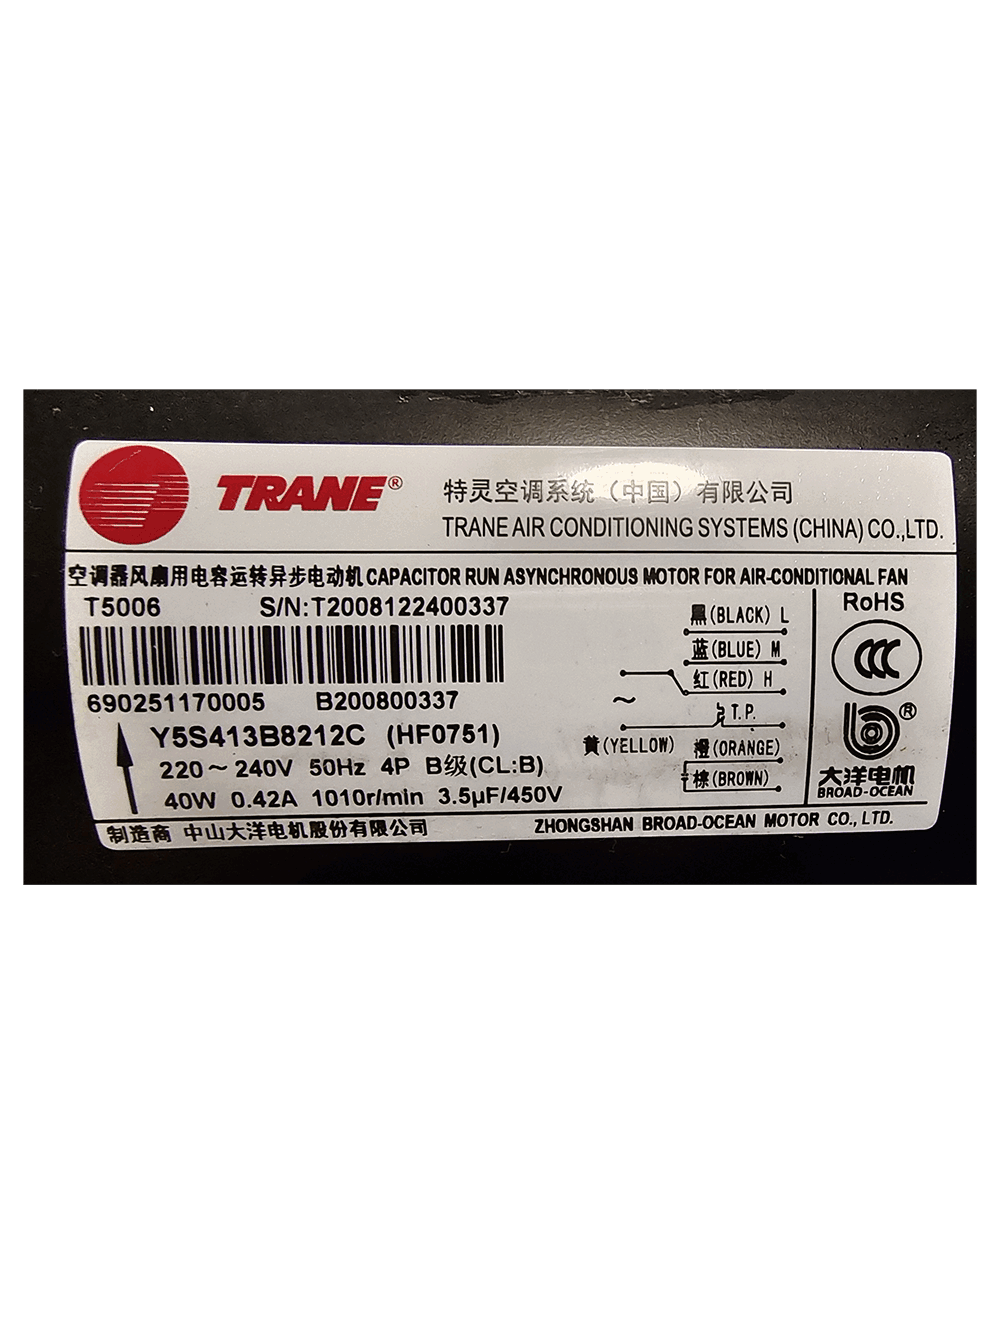 TRANE®
特灵空调系统（中国）有限公司
TRANE AIR CONDITIONING SYSTEMS (CHINA) CO.,LTD.
空调器风扇用电容运转异步电动机 CAPACITOR RUN ASYNCHRONOUS MOTOR FOR AIR-CONDITIONAL FAN
T5006 S/N:T2008122400337
690251170005 B200800337
Y5S413B8212C (HF0751)
220～240V 50Hz 4P B级(CL:B)
40W 0.42A 1010r/min 3.5μF/450V
黑(BLACK) L
蓝(BLUE) M
红(RED) H
～
T.P.
黄(YELLOW) 橙(ORANGE)
棕(BROWN)
RoHS
CCC
®
大洋电机
BROAD-OCEAN
制造商 中山大洋电机股份有限公司 ZHONGSHAN BROAD-OCEAN MOTOR CO., LTD.